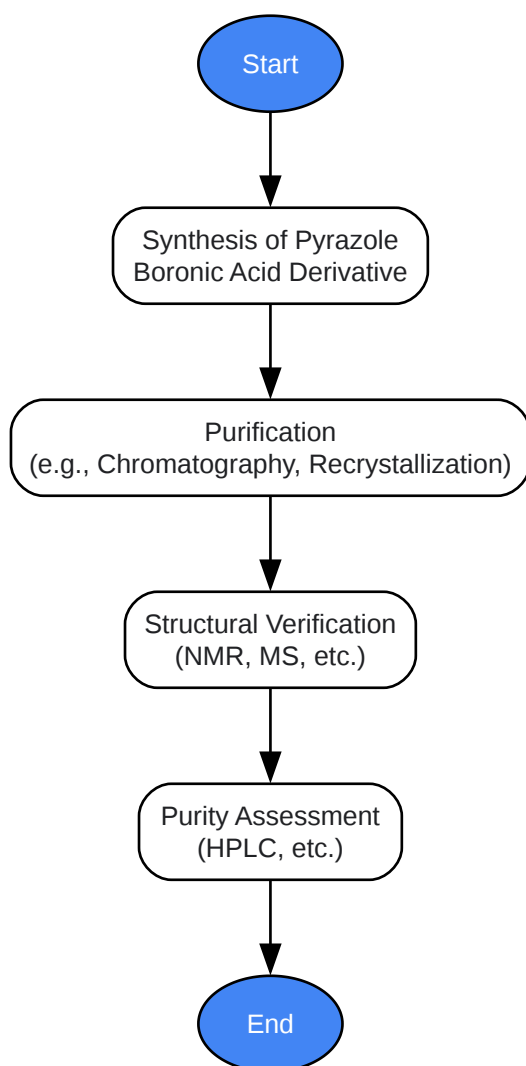 Start
Synthesis of Pyrazole
Boronic Acid Derivative
Purification
(e.g., Chromatography, Recrystallization)
Structural Verification
(NMR, MS, etc.)
Purity Assessment
(HPLC, etc.)
End